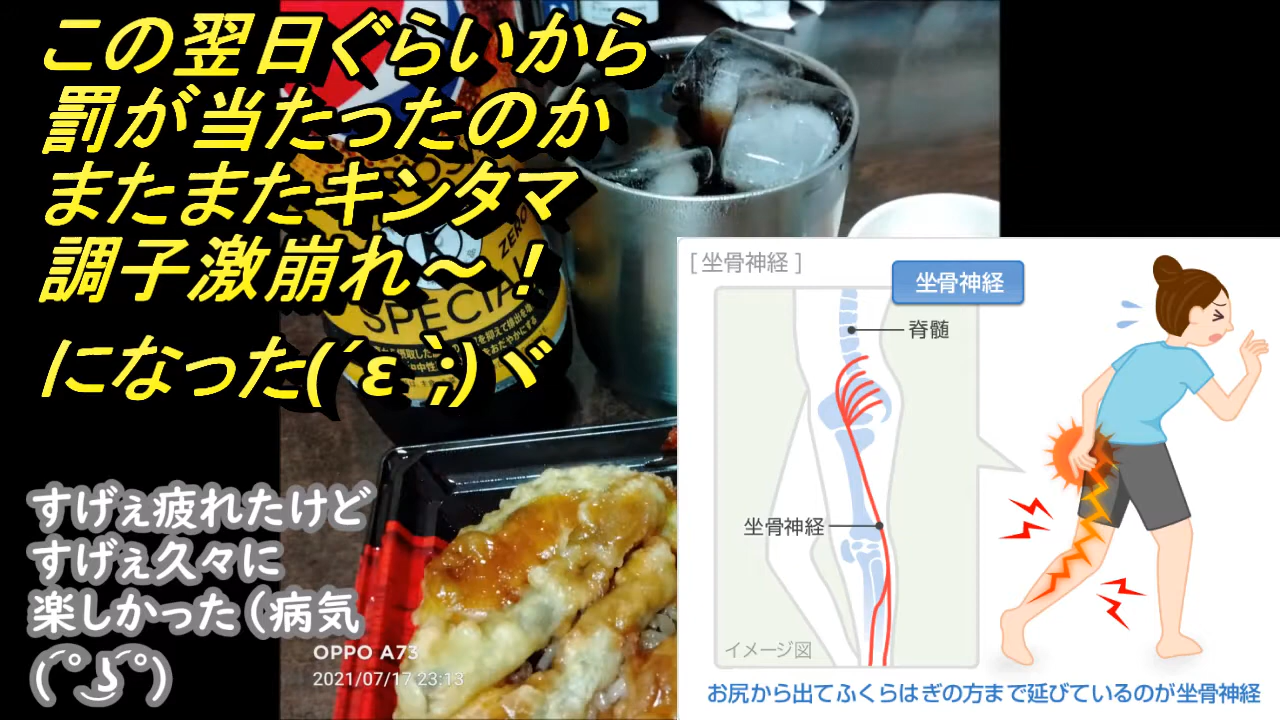 この翌日ぐらいから
罰が当たったのか
またまたキンタマ
調子激崩れ～！
になった(´ε｀;)ヾ
ZERO
SPECIAL
すげぇ疲れたけど
すげぇ久々に
楽しかった（病気
( ͡° ͜ʖ ͡°)
OPPO A73
2021/07/17 23:13
[ 坐骨神経 ]
坐骨神経
脊髄
坐骨神経
イメージ図
お尻から出てふくらはぎの方まで延びているのが坐骨神経